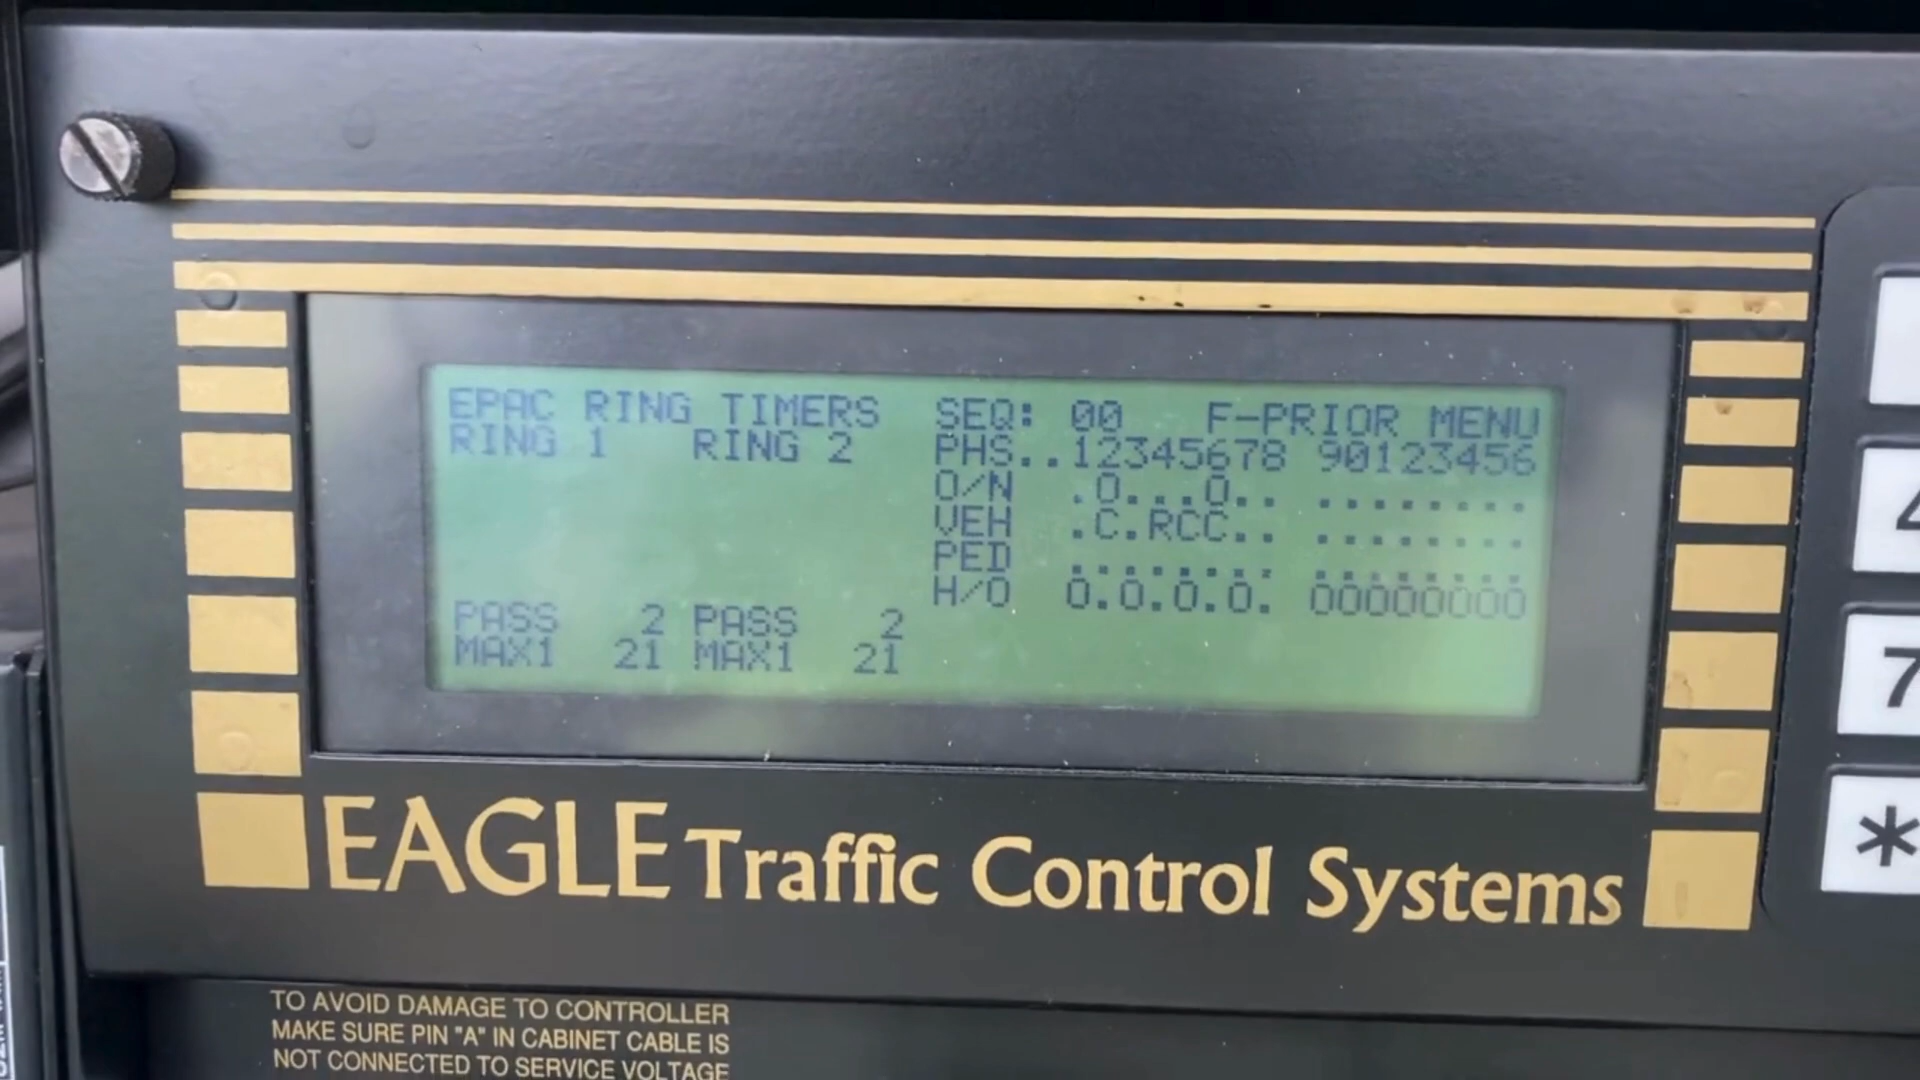 EPAC RING TIMERS SEQ: 00 F-PRIOR MENU
RING 1 RING 2 PHS..12345678 90123456
O/N .O...O.. ........
VEH .C.RCC.. ........
PED ........ ........
H/O O.O.O.O. OOOOOOOO
PASS 2 PASS 2
MAX1 21 MAX1 21
EAGLE Traffic Control Systems
TO AVOID DAMAGE TO CONTROLLER
MAKE SURE PIN "A" IN CABINET CABLE IS
NOT CONNECTED TO SERVICE VOLTAGE
7
*